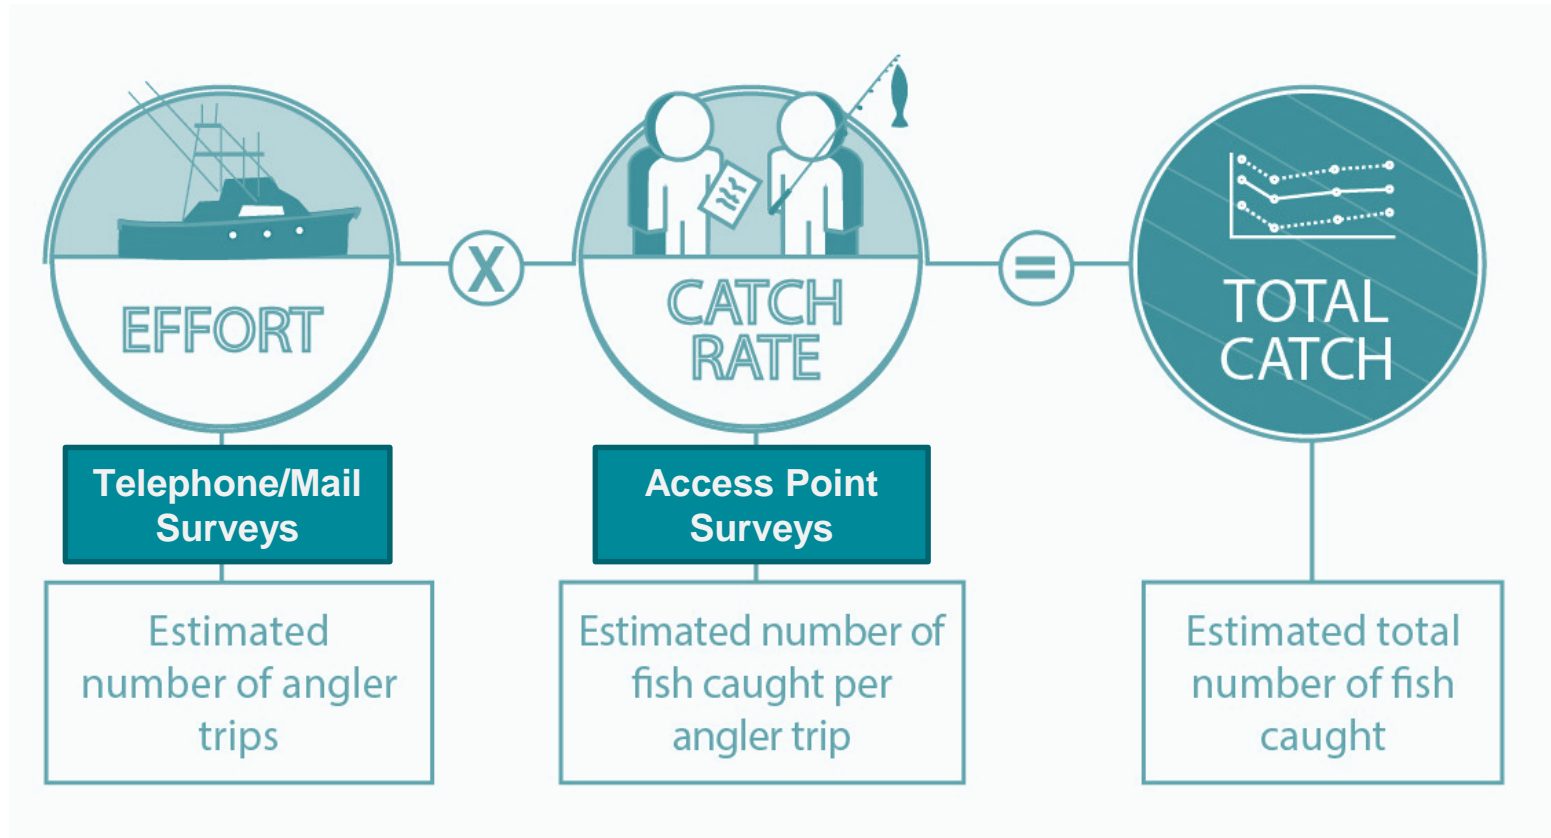 EFFORT
X
CATCH
RATE
=
TOTAL
CATCH
Telephone/Mail
Surveys
Access Point
Surveys
Estimated
number of angler
trips
Estimated number of
fish caught per
angler trip
Estimated total
number of fish
caught